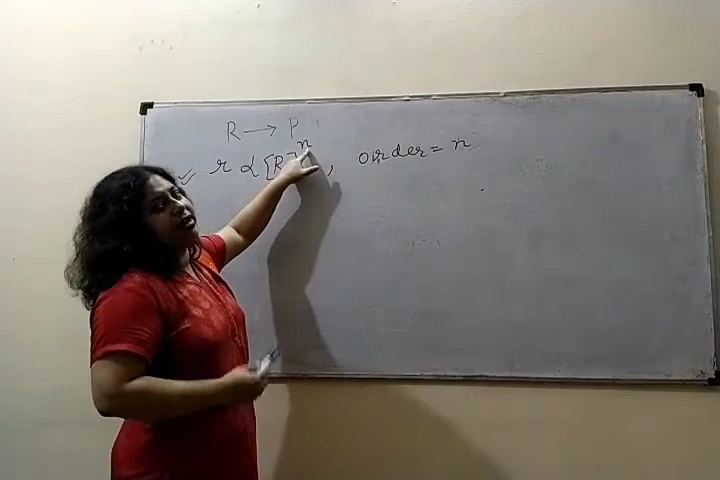 R → P
✓ r ∝ [R]ⁿ, order = n